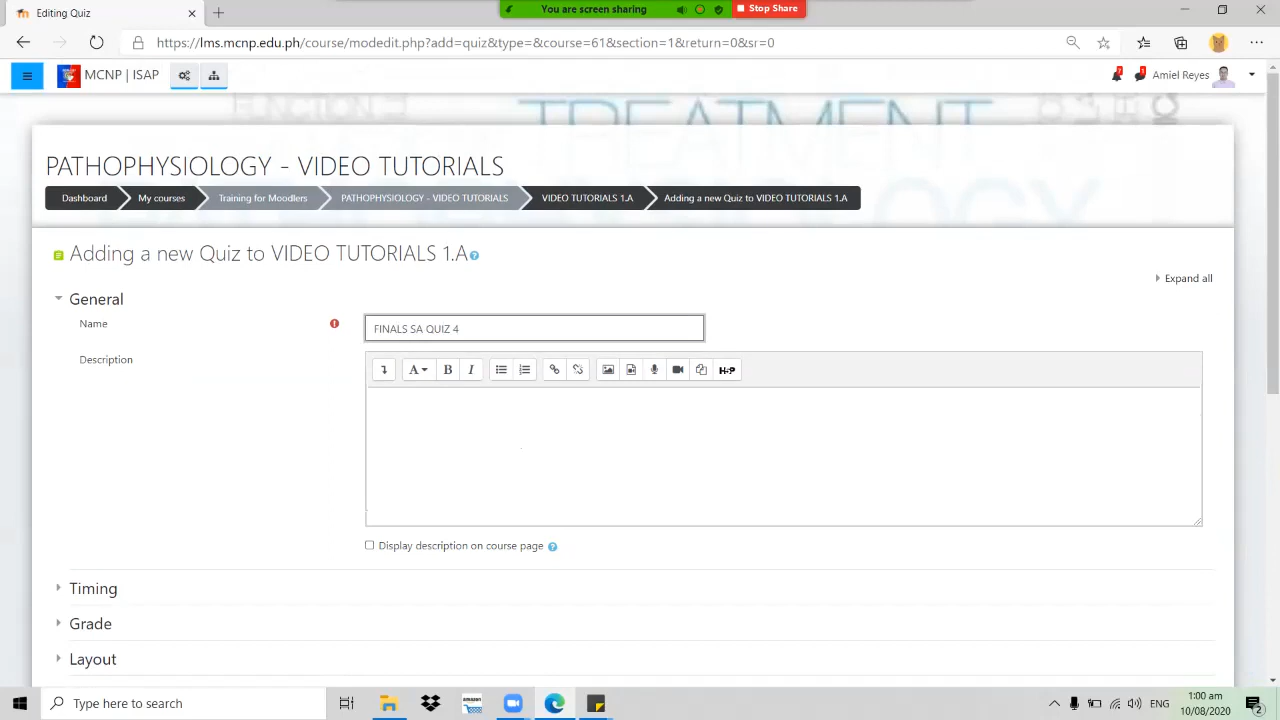 Editing Quiz
You are screen sharing
Stop Share
https://lms.mcnp.edu.ph/course/modedit.php?add=quiz&type=&course=61&section=1&return=0&sr=0
MCNP | ISAP
Amiel Reyes
TREATMENT
PATHOPHYSIOLOGY - VIDEO TUTORIALS
Dashboard
My courses
Training for Moodlers
PATHOPHYSIOLOGY - VIDEO TUTORIALS
VIDEO TUTORIALS 1.A
Adding a new Quiz to VIDEO TUTORIALS 1.A
Adding a new Quiz to VIDEO TUTORIALS 1.A
Expand all
General
Name
FINALS SA QUIZ 4
Description
A B I
H-P
Display description on course page
Timing
Grade
Layout
Type here to search
amazon
ENG
1:00 am
10/08/2020
2